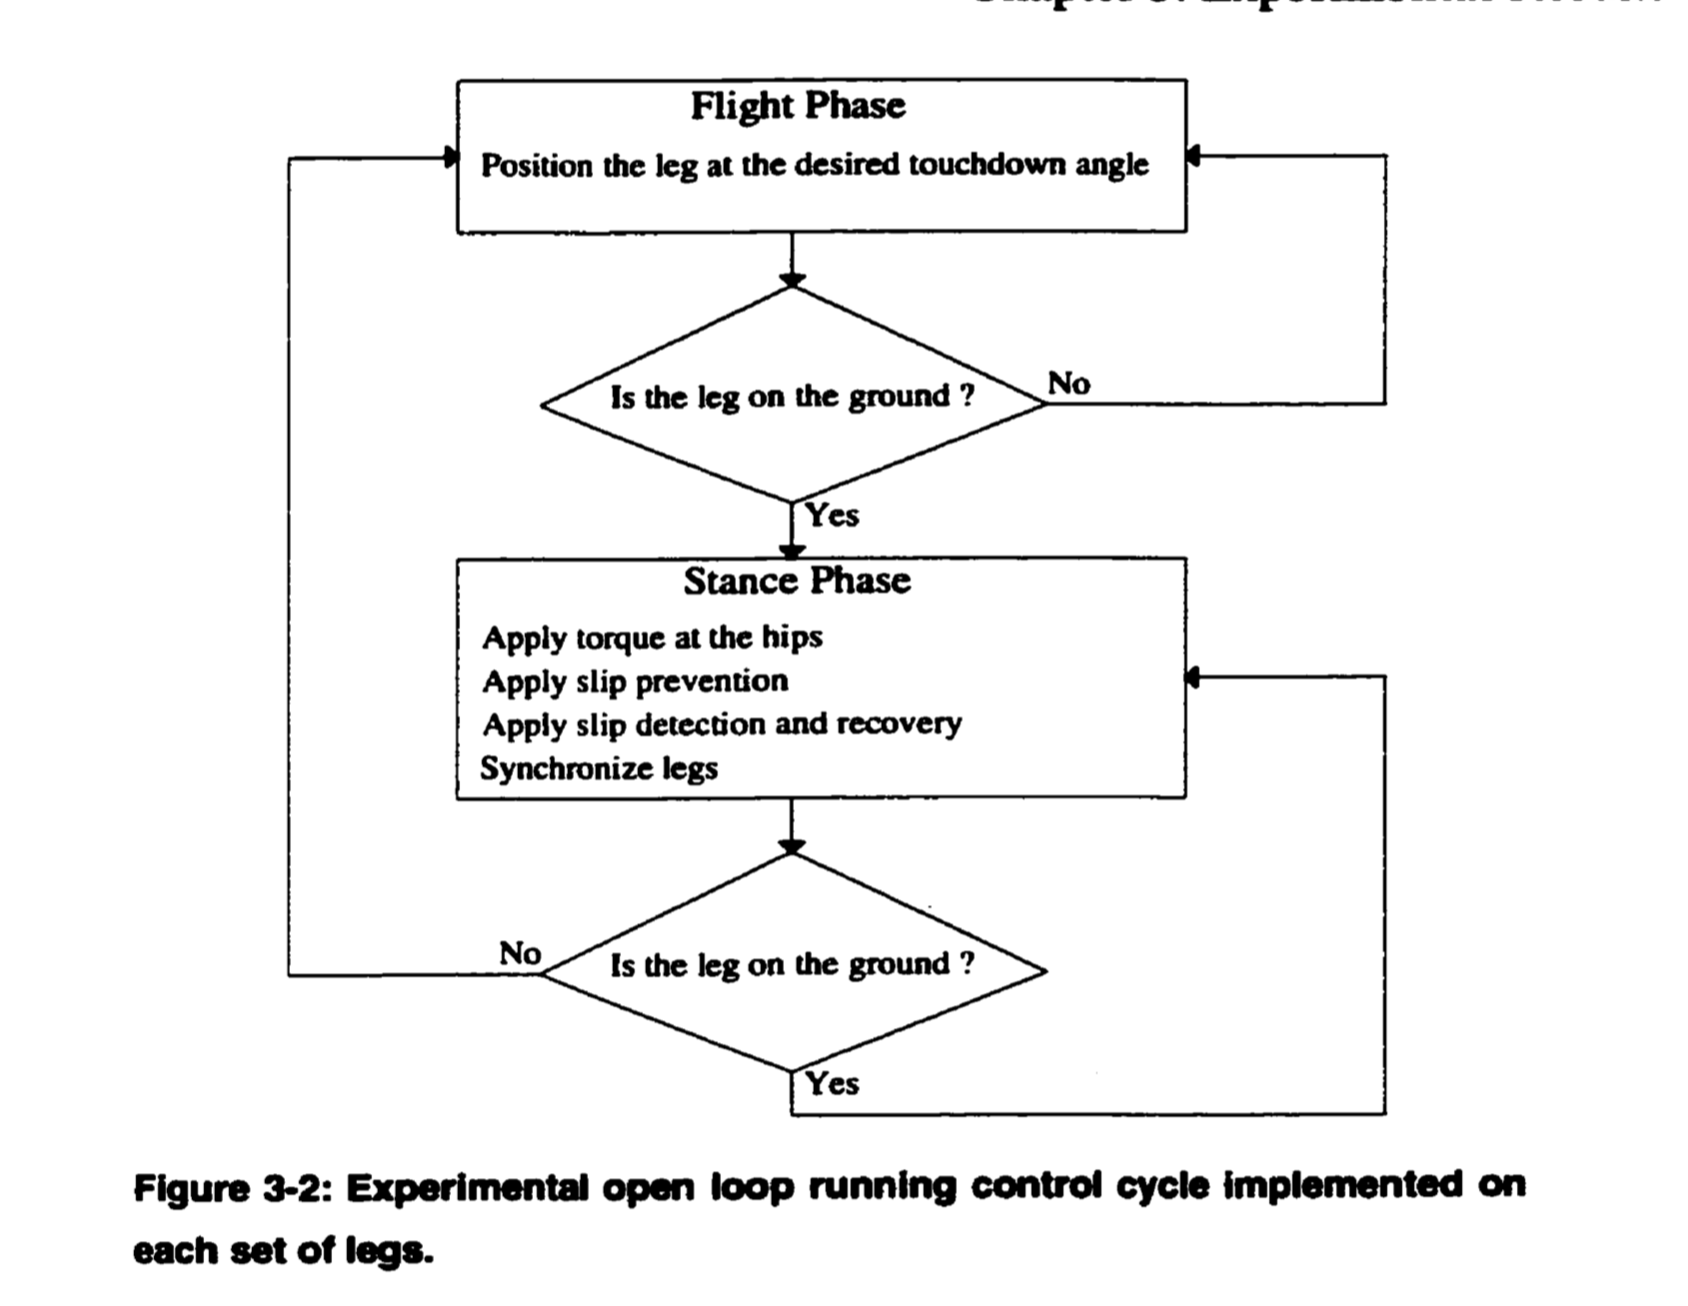 Flight Phase
Position the leg at the desired touchdown angle
Is the leg on the ground ?
No
Yes
Stance Phase
Apply torque at the hips
Apply slip prevention
Apply slip detection and recovery
Synchronize legs
No
Is the leg on the ground ?
Yes
Figure 3-2: Experimental open loop running control cycle implemented on
each set of legs.